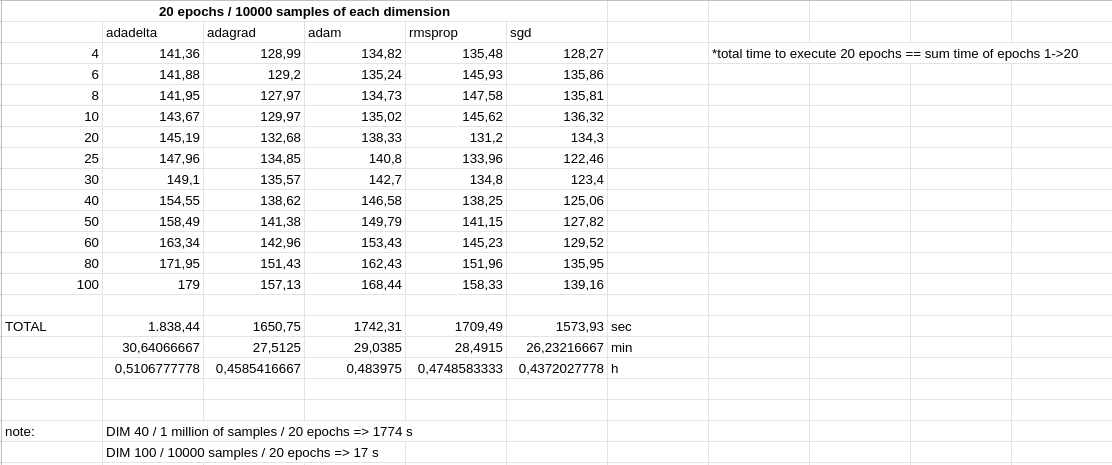 20 epochs / 10000 samples of each dimension
adadelta adagrad adam rmsprop sgd
4 141,36 128,99 134,82 135,48 128,27 *total time to execute 20 epochs == sum time of epochs 1->20
6 141,88 129,2 135,24 145,93 135,86
8 141,95 127,97 134,73 147,58 135,81
10 143,67 129,97 135,02 145,62 136,32
20 145,19 132,68 138,33 131,2 134,3
25 147,96 134,85 140,8 133,96 122,46
30 149,1 135,57 142,7 134,8 123,4
40 154,55 138,62 146,58 138,25 125,06
50 158,49 141,38 149,79 141,15 127,82
60 163,34 142,96 153,43 145,23 129,52
80 171,95 151,43 162,43 151,96 135,95
100 179 157,13 168,44 158,33 139,16
TOTAL 1.838,44 1650,75 1742,31 1709,49 1573,93 sec
30,64066667 27,5125 29,0385 28,4915 26,23216667 min
0,5106777778 0,4585416667 0,483975 0,4748583333 0,4372027778 h
note: DIM 40 / 1 million of samples / 20 epochs => 1774 s
DIM 100 / 10000 samples / 20 epochs => 17 s